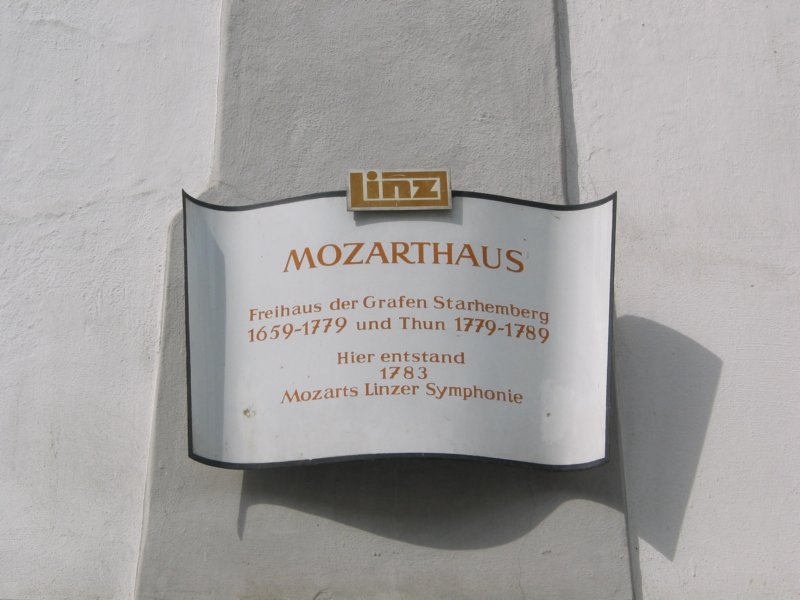 Linz
MOZARTHAUS
Freihaus der Grafen Starhemberg
1659-1779 und Thun 1779-1789
Hier entstand
1783
Mozarts Linzer Symphonie